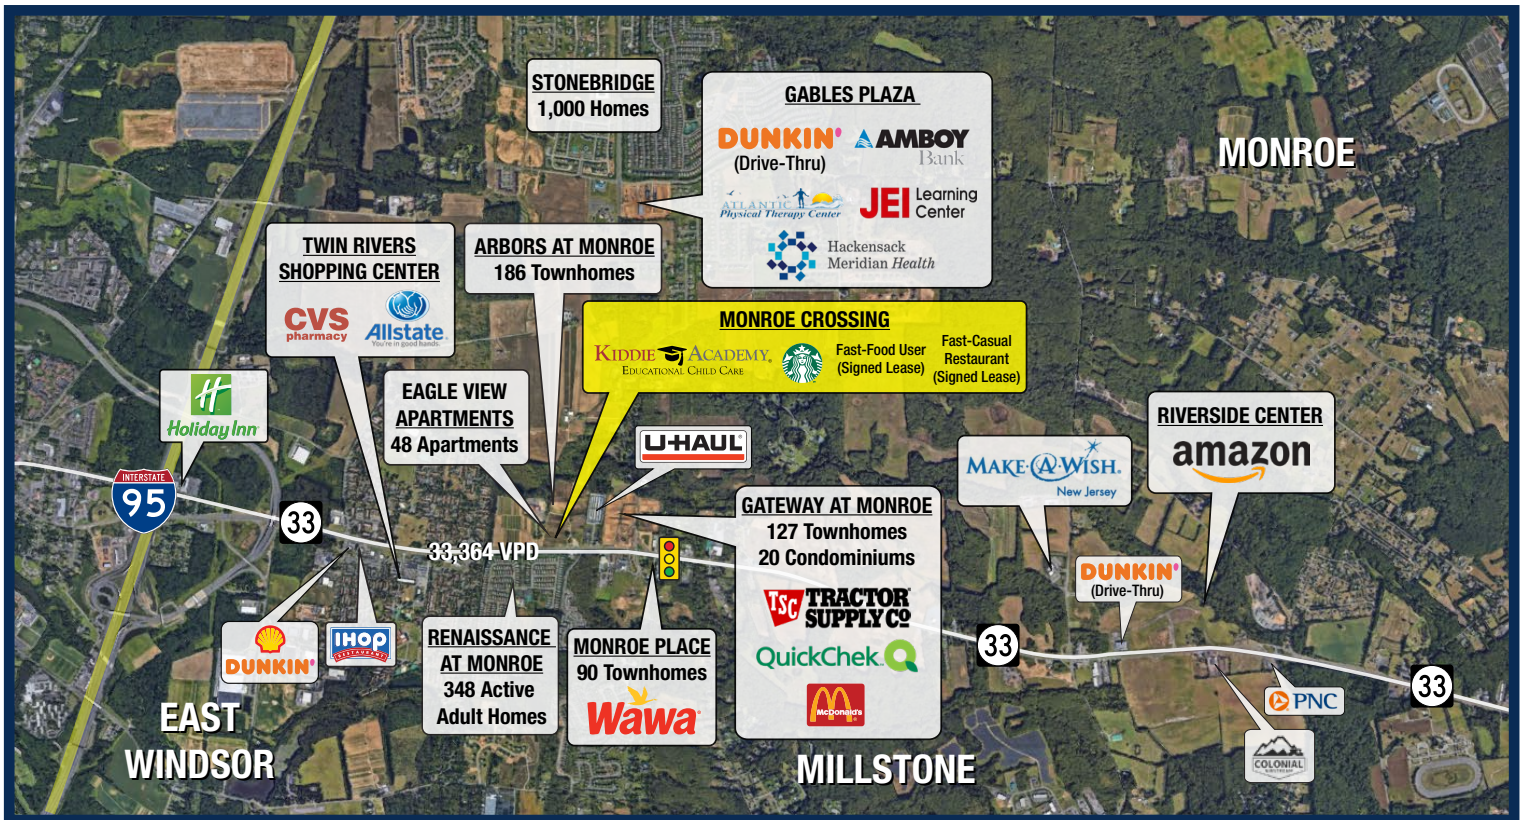 STONEBRIDGE
1,000 Homes
GABLES PLAZA
DUNKIN'
(Drive-Thru)
AMBOY
Bank
ATLANTIC
Physical Therapy Center
JEI Learning
Center
Hackensack
Meridian Health
MONROE
TWIN RIVERS
SHOPPING CENTER
CVS
pharmacy
Allstate
You're in good hands.
ARBORS AT MONROE
186 Townhomes
MONROE CROSSING
KIDDIE ACADEMY®
EDUCATIONAL CHILD CARE
Fast-Food User
(Signed Lease)
Fast-Casual
Restaurant
(Signed Lease)
H
Holiday Inn
EAGLE VIEW
APARTMENTS
48 Apartments
U-HAUL®
MAKE-A-WISH®
New Jersey
RIVERSIDE CENTER
amazon
INTERSTATE
95
33
33,364 VPD
GATEWAY AT MONROE
127 Townhomes
20 Condominiums
TSC TRACTOR
SUPPLY CO
QuickChek
M
McDonald's
DUNKIN'
(Drive-Thru)
DUNKIN'
IHOP
RESTAURANT
RENAISSANCE
AT MONROE
348 Active
Adult Homes
MONROE PLACE
90 Townhomes
Wawa®
33
33
PNC
COLONIAL
EAST
WINDSOR
MILLSTONE